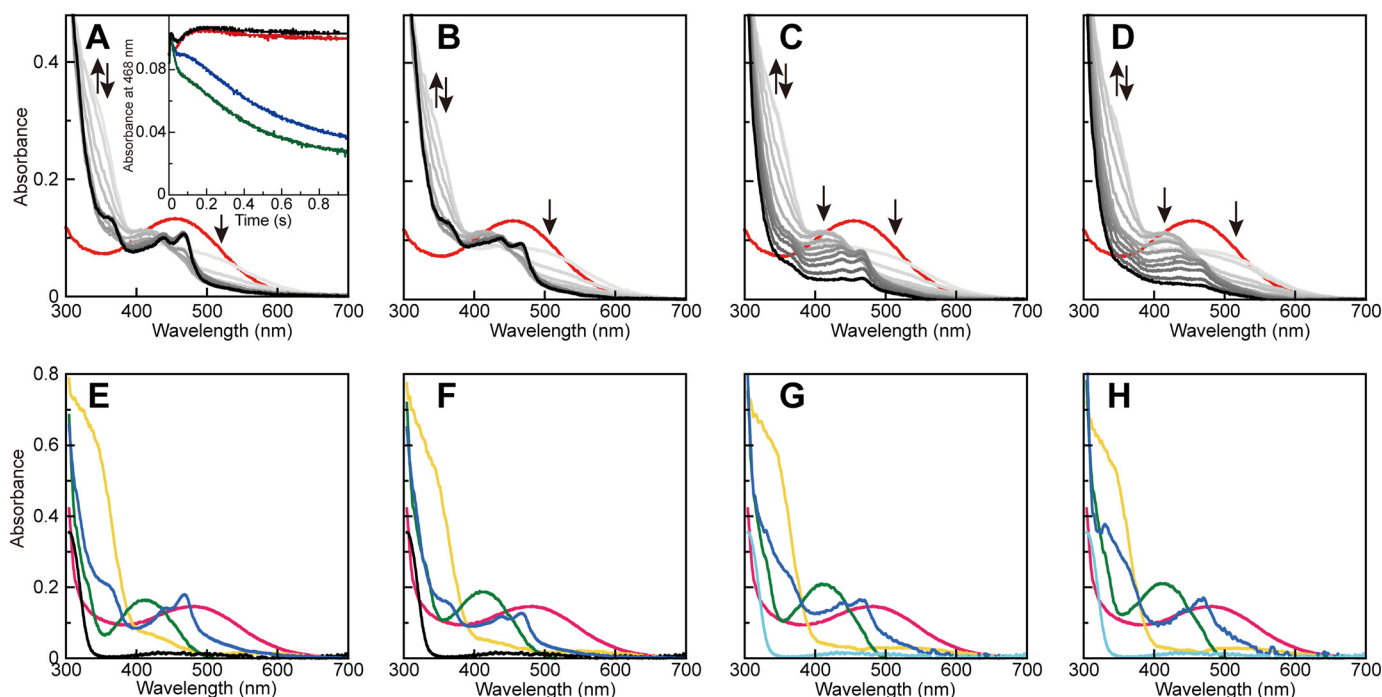 A
B
C
D
Absorbance
0.4
0.2
0
Absorbance at 468 nm
0.08
0.04
0
0 0.2 0.4 0.6 0.8
Time (s)
300 400 500 600 700
Wavelength (nm)
300 400 500 600 700
Wavelength (nm)
300 400 500 600 700
Wavelength (nm)
300 400 500 600 700
Wavelength (nm)
E
F
G
H
Absorbance
0.8
0.6
0.4
0.2
0
300 400 500 600 700
Wavelength (nm)
300 400 500 600 700
Wavelength (nm)
300 400 500 600 700
Wavelength (nm)
300 400 500 600 700
Wavelength (nm)